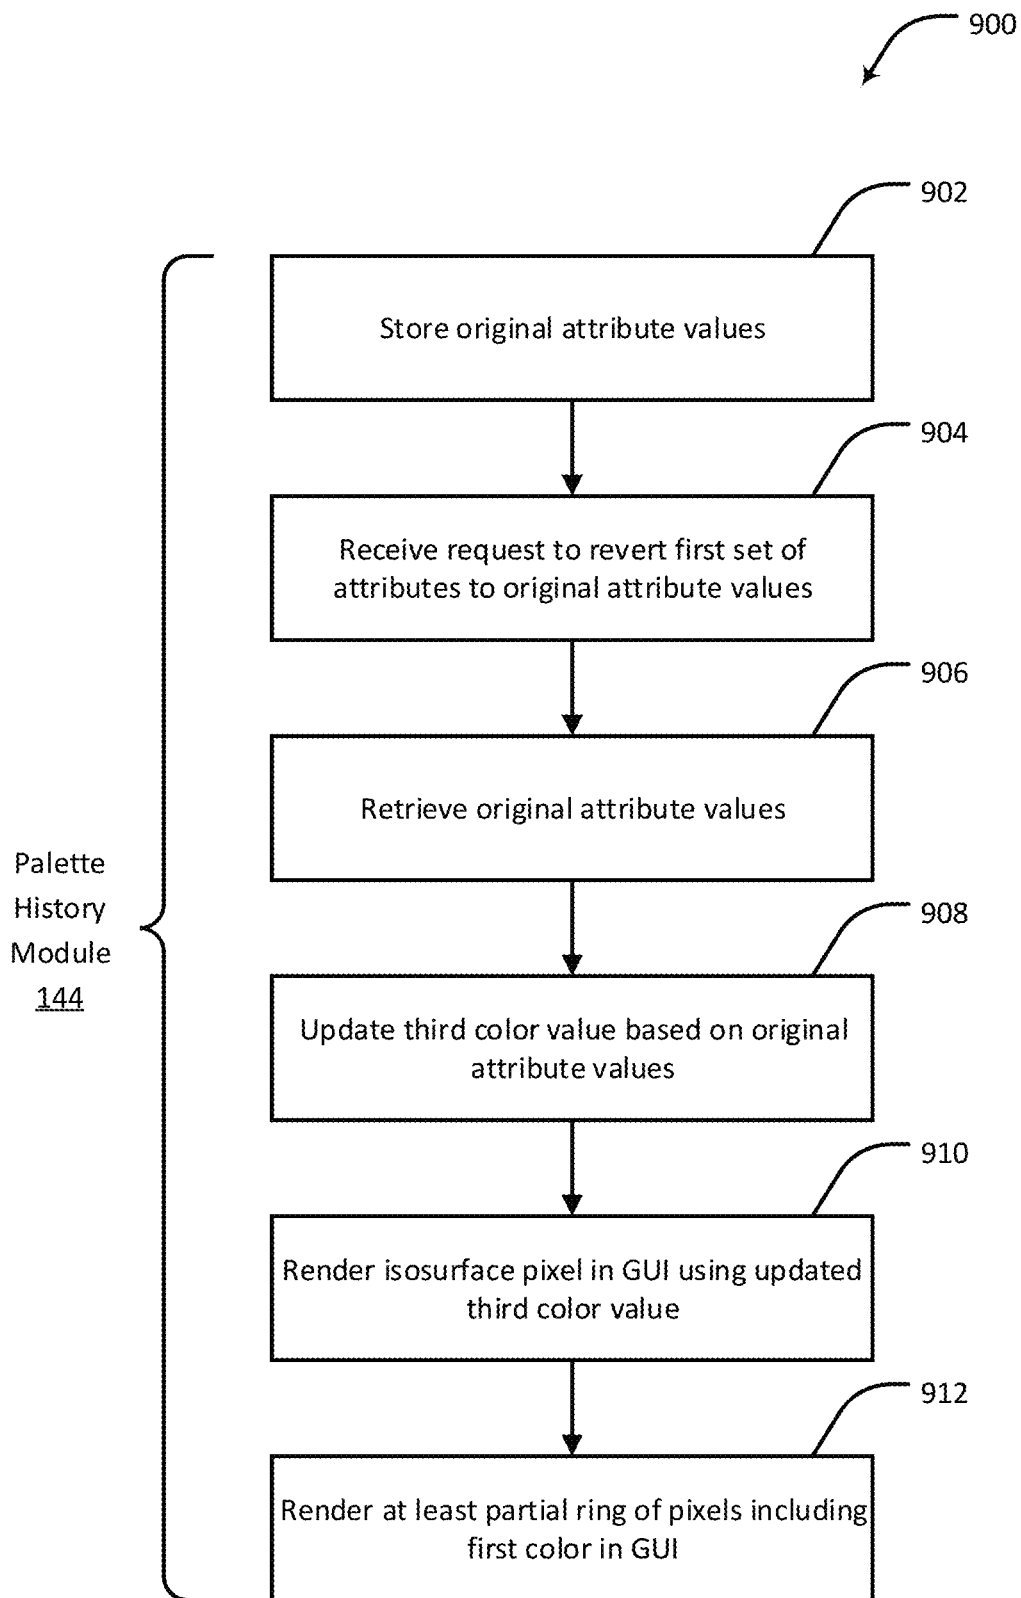 900
902
Store original attribute values
904
Receive request to revert first set of
attributes to original attribute values
906
Retrieve original attribute values
Palette
History
Module
144
908
Update third color value based on original
attribute values
910
Render isosurface pixel in GUI using updated
third color value
912
Render at least partial ring of pixels including
first color in GUI